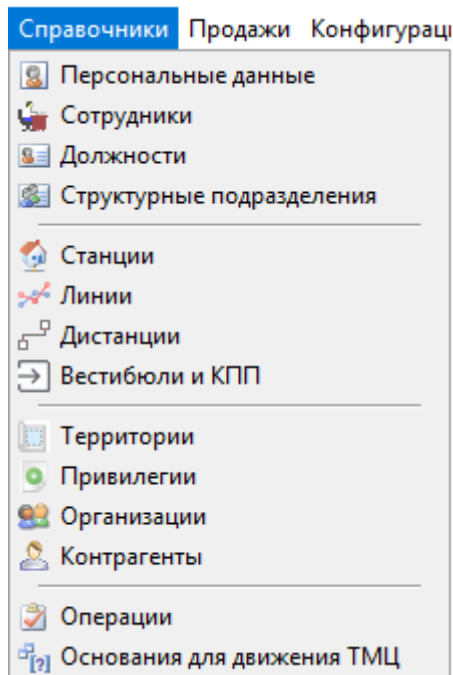 Справочники Продажи
Персональные данные
Сотрудники
Должности
Структурные подразделения
Станции
Линии
Дистанции
Вестибюли и КПП
Территории
Привилегии
Организации
Контрагенты
Операции
Основания для движения ТМЦ